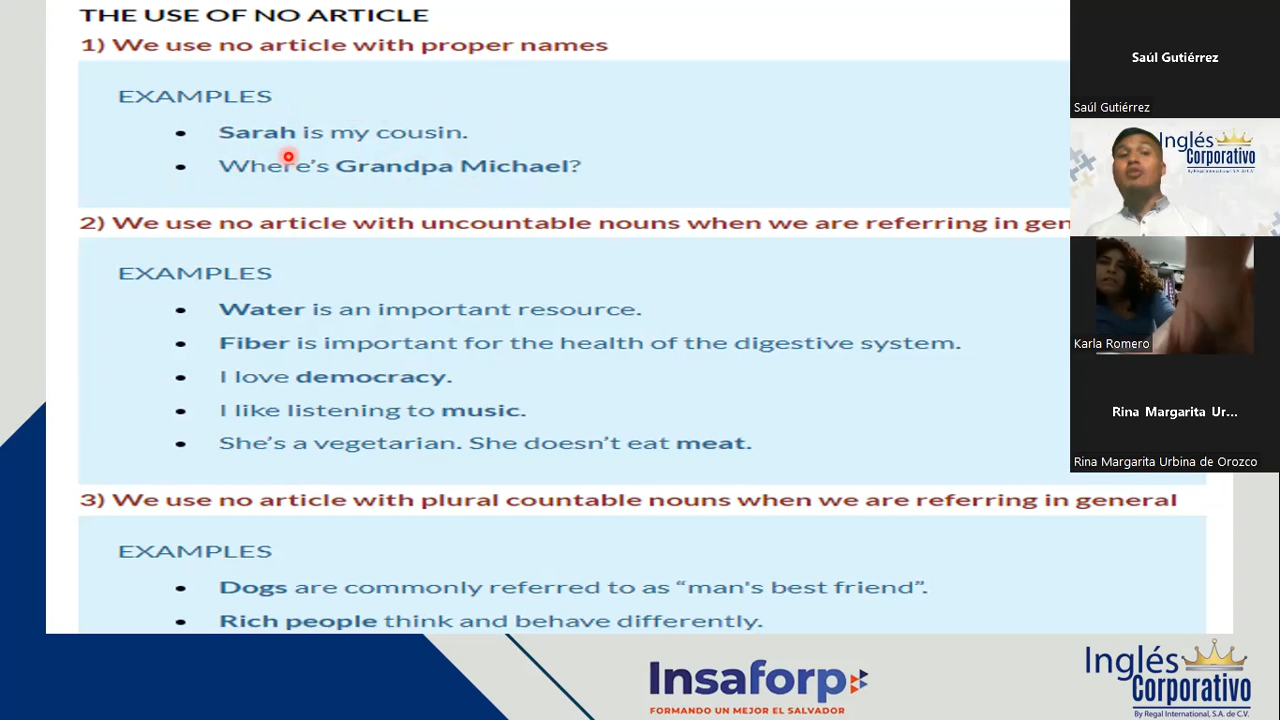 THE USE OF NO ARTICLE
1) We use no article with proper names
EXAMPLES
• Sarah is my cousin.
• Where's Grandpa Michael?
2) We use no article with uncountable nouns when we are referring in gen
EXAMPLES
• Water is an important resource.
• Fiber is important for the health of the digestive system.
• I love democracy.
• I like listening to music.
• She's a vegetarian. She doesn't eat meat.
3) We use no article with plural countable nouns when we are referring in general
EXAMPLES
• Dogs are commonly referred to as “man's best friend”.
• Rich people think and behave differently.
Saúl Gutiérrez
Saúl Gutiérrez
Inglés
Corporativo
By Regal International, S.A. de C.V.
Karla Romero
Rina Margarita Ur...
Rina Margarita Urbina de Orozco
Insaforp
FORMANDO UN MEJOR EL SALVADOR
Inglés
Corporativo
By Regal International, S.A. de C.V.